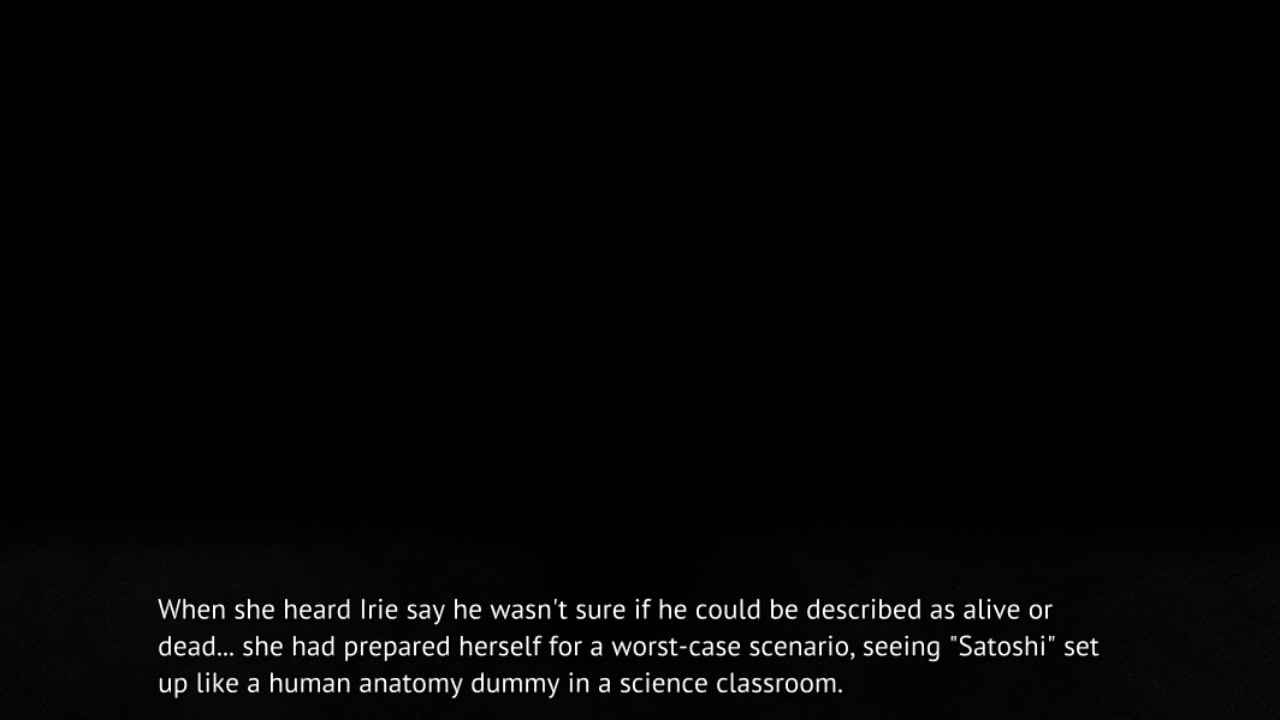 When she heard Irie say he wasn't sure if he could be described as alive or
dead... she had prepared herself for a worst-case scenario, seeing "Satoshi" set
up like a human anatomy dummy in a science classroom.